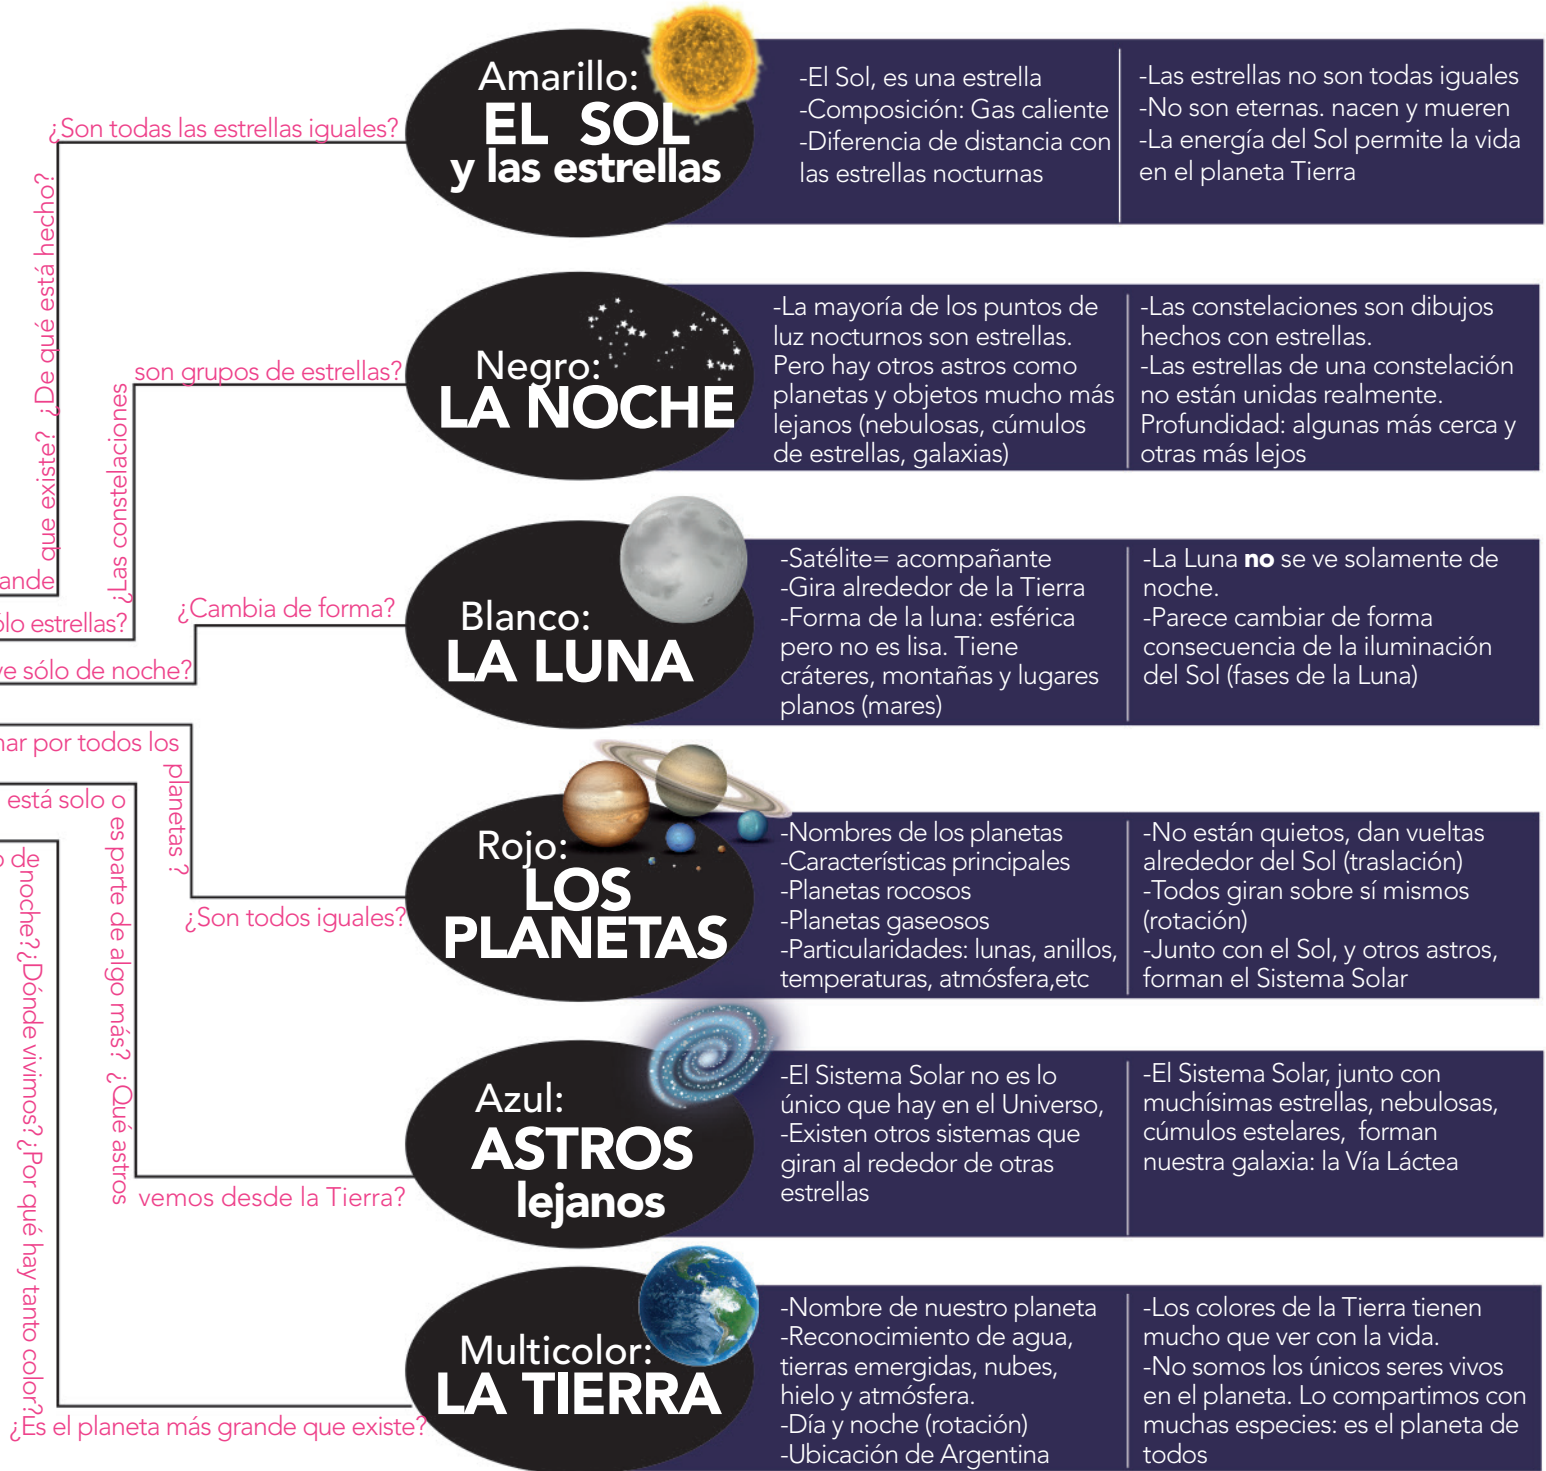 ¿Son todas las estrellas iguales?
que existe? ¿De qué está hecho?
ande
Amarillo:
EL SOL
y las estrellas
-El Sol, es una estrella
-Composición: Gas caliente
-Diferencia de distancia con
las estrellas nocturnas
-Las estrellas no son todas iguales
-No son eternas. nacen y mueren
-La energía del Sol permite la vida
en el planeta Tierra
son grupos de estrellas?
¿Las constelaciones
ólo estrellas?
Negro:
LA NOCHE
-La mayoría de los puntos de
luz nocturnos son estrellas.
Pero hay otros astros como
planetas y objetos mucho más
lejanos (nebulosas, cúmulos
de estrellas, galaxias)
-Las constelaciones son dibujos
hechos con estrellas.
-Las estrellas de una constelación
no están unidas realmente.
Profundidad: algunas más cerca y
otras más lejos
¿Cambia de forma?
ve sólo de noche?
Blanco:
LA LUNA
-Satélite= acompañante
-Gira alrededor de la Tierra
-Forma de la luna: esférica
pero no es lisa. Tiene
cráteres, montañas y lugares
planos (mares)
-La Luna no se ve solamente de
noche.
-Parece cambiar de forma
consecuencia de la iluminación
del Sol (fases de la Luna)
nar por todos los
planetas ?
¿Son todos iguales?
Rojo:
LOS
PLANETAS
-Nombres de los planetas
-Características principales
-Planetas rocosos
-Planetas gaseosos
-Particularidades: lunas, anillos,
temperaturas, atmósfera,etc
-No están quietos, dan vueltas
alrededor del Sol (traslación)
-Todos giran sobre sí mismos
(rotación)
-Junto con el Sol, y otros astros,
forman el Sistema Solar
está solo o
es parte de algo más? ¿Qué astros
vemos desde la Tierra?
Azul:
ASTROS
lejanos
-El Sistema Solar no es lo
único que hay en el Universo,
-Existen otros sistemas que
giran al rededor de otras
estrellas
-El Sistema Solar, junto con
muchísimas estrellas, nebulosas,
cúmulos estelares, forman
nuestra galaxia: la Vía Láctea
o de
noche?¿Dónde vivimos?¿Por qué hay tanto color?
¿Es el planeta más grande que existe?
Multicolor:
LA TIERRA
-Nombre de nuestro planeta
-Reconocimiento de agua,
tierras emergidas, nubes,
hielo y atmósfera.
-Día y noche (rotación)
-Ubicación de Argentina
-Los colores de la Tierra tienen
mucho que ver con la vida.
-No somos los únicos seres vivos
en el planeta. Lo compartimos con
muchas especies: es el planeta de
todos